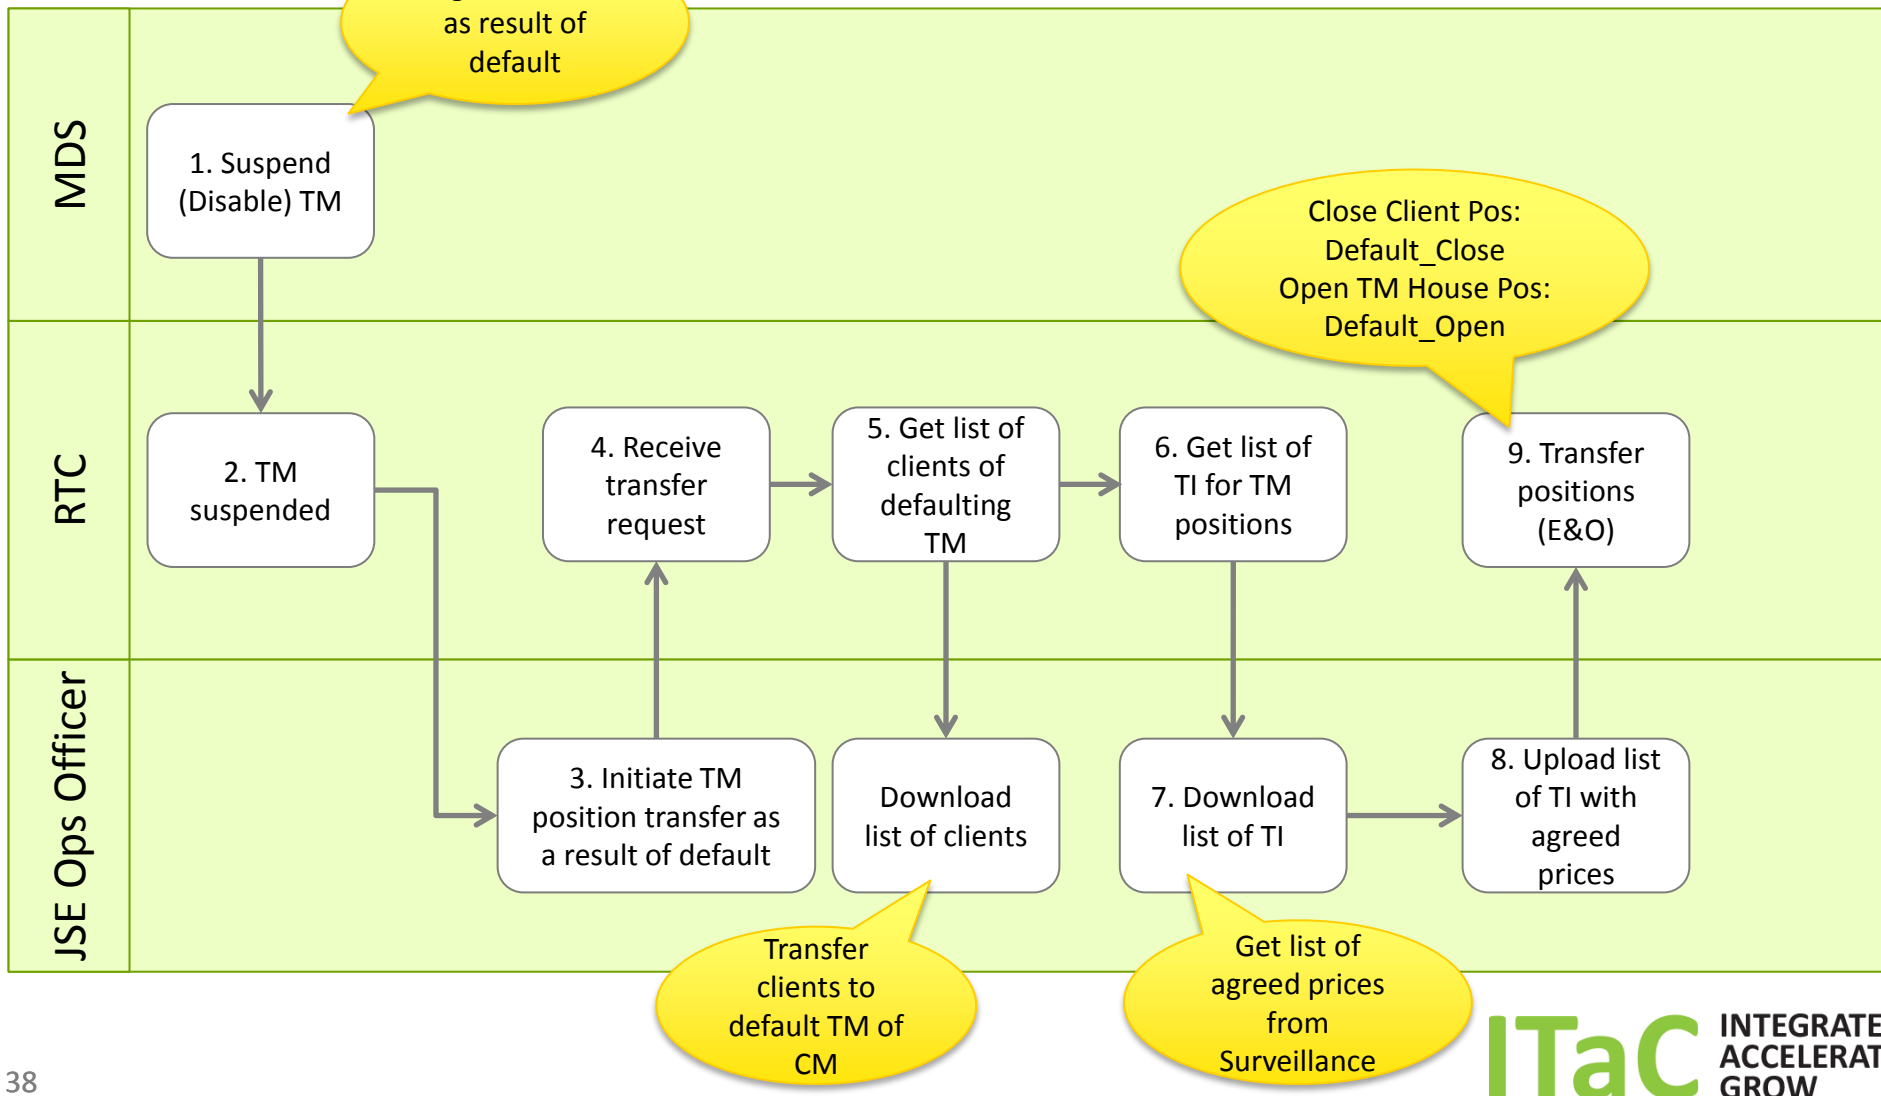 as result of
default
MDS
1. Suspend
(Disable) TM
Close Client Pos:
Default_Close
Open TM House Pos:
Default_Open
RTC
2. TM
suspended
4. Receive
transfer
request
5. Get list of
clients of
defaulting
TM
6. Get list of
TI for TM
positions
9. Transfer
positions
(E&O)
JSE Ops Officer
3. Initiate TM
position transfer as
a result of default
Download
list of clients
7. Download
list of TI
8. Upload list
of TI with
agreed
prices
Transfer
clients to
default TM of
CM
Get list of
agreed prices
from
Surveillance
38
ITaC
INTEGRATE
ACCELERAT
GROW